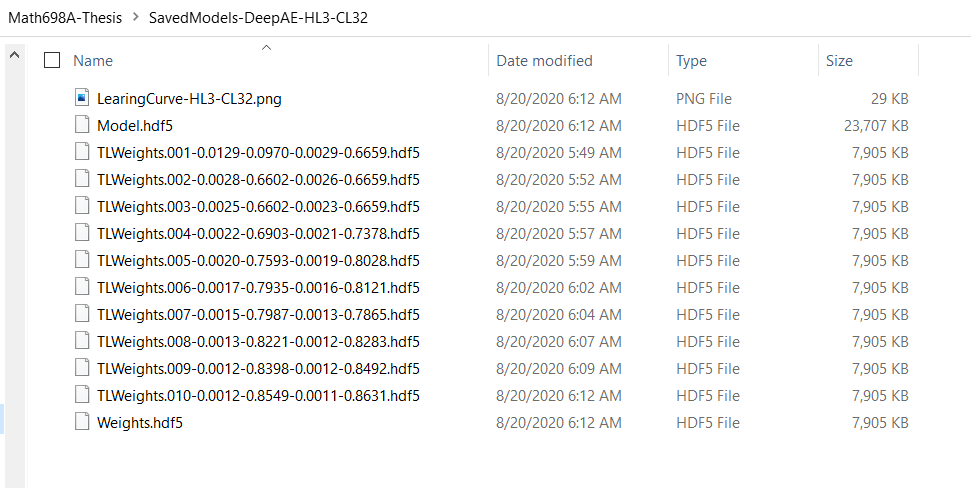 Math698A-Thesis > SavedModels-DeepAE-HL3-CL32
Name Date modified Type Size
LearingCurve-HL3-CL32.png 8/20/2020 6:12 AM PNG File 29 KB
Model.hdf5 8/20/2020 6:12 AM HDF5 File 23,707 KB
TLWeights.001-0.0129-0.0970-0.0029-0.6659.hdf5 8/20/2020 5:49 AM HDF5 File 7,905 KB
TLWeights.002-0.0028-0.6602-0.0026-0.6659.hdf5 8/20/2020 5:52 AM HDF5 File 7,905 KB
TLWeights.003-0.0025-0.6602-0.0023-0.6659.hdf5 8/20/2020 5:55 AM HDF5 File 7,905 KB
TLWeights.004-0.0022-0.6903-0.0021-0.7378.hdf5 8/20/2020 5:57 AM HDF5 File 7,905 KB
TLWeights.005-0.0020-0.7593-0.0019-0.8028.hdf5 8/20/2020 5:59 AM HDF5 File 7,905 KB
TLWeights.006-0.0017-0.7935-0.0016-0.8121.hdf5 8/20/2020 6:02 AM HDF5 File 7,905 KB
TLWeights.007-0.0015-0.7987-0.0013-0.7865.hdf5 8/20/2020 6:04 AM HDF5 File 7,905 KB
TLWeights.008-0.0013-0.8221-0.0012-0.8283.hdf5 8/20/2020 6:07 AM HDF5 File 7,905 KB
TLWeights.009-0.0012-0.8398-0.0012-0.8492.hdf5 8/20/2020 6:09 AM HDF5 File 7,905 KB
TLWeights.010-0.0012-0.8549-0.0011-0.8631.hdf5 8/20/2020 6:12 AM HDF5 File 7,905 KB
Weights.hdf5 8/20/2020 6:12 AM HDF5 File 7,905 KB